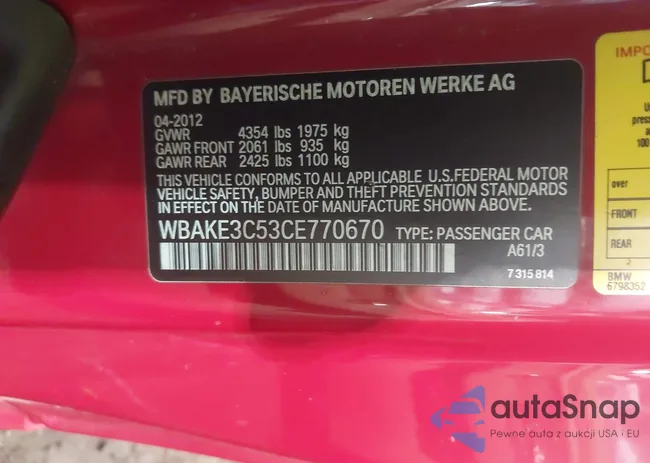 MFD BY BAYERISCHE MOTOREN WERKE AG
04-2012
GVWR 4354 lbs 1975 kg
GAWR FRONT 2061 lbs 935 kg
GAWR REAR 2425 lbs 1100 kg
THIS VEHICLE CONFORMS TO ALL APPLICABLE U.S.FEDERAL MOTOR
VEHICLE SAFETY, BUMPER AND THEFT PREVENTION STANDARDS
IN EFFECT ON THE DATE OF MANUFACTURE SHOWN ABOVE.
WBAKE3C53CE770670 TYPE: PASSENGER CAR
A61/3
7 315 814
over
FRONT
REAR
2
BMW
6798352
autaSnap
Pewne auta z aukcji USA i EU